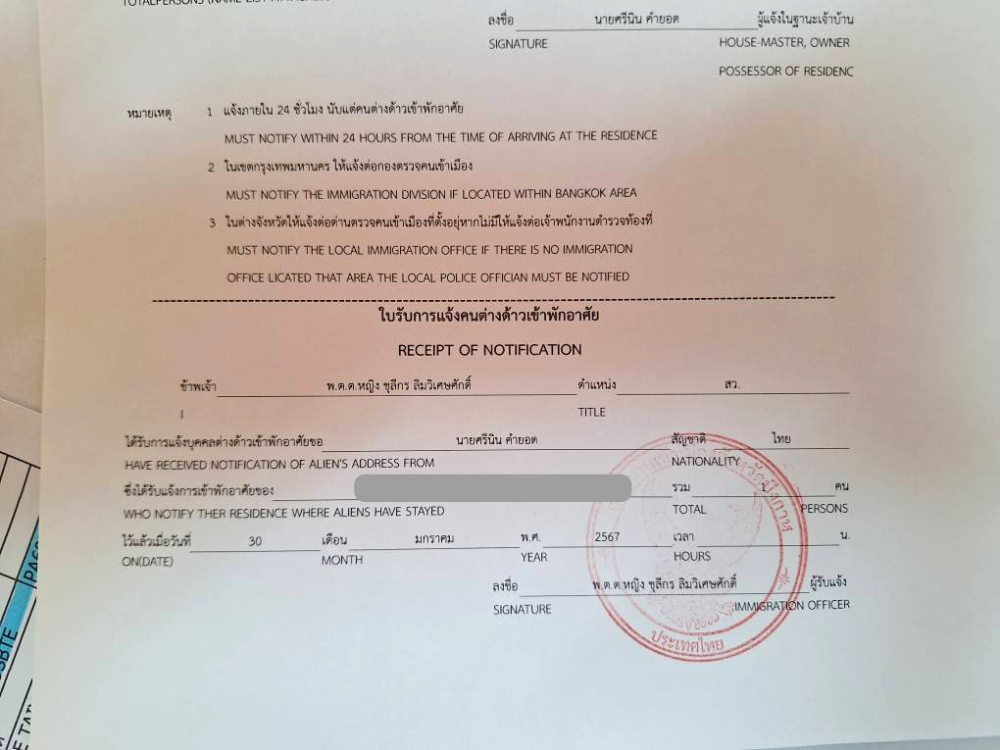 TOTALPERSONS (NAME LIST ATTACHED
ลงชื่อ นายศรีนิน คำยอด ผู้แจ้งในฐานะเจ้าบ้าน
SIGNATURE HOUSE-MASTER, OWNER
POSSESSOR OF RESIDENC
หมายเหตุ 1 แจ้งภายใน 24 ชั่วโมง นับแต่คนต่างด้าวเข้าพักอาศัย
MUST NOTIFY WITHIN 24 HOURS FROM THE TIME OF ARRIVING AT THE RESIDENCE
2 ในเขตกรุงเทพมหานคร ให้แจ้งต่อกองตรวจคนเข้าเมือง
MUST NOTIFY THE IMMIGRATION DIVISION IF LOCATED WITHIN BANGKOK AREA
3 ในต่างจังหวัดให้แจ้งต่อด่านตรวจคนเข้าเมืองที่ตั้งอยู่หากไม่มีให้แจ้งต่อเจ้าพนักงานตำรวจท้องที่
MUST NOTIFY THE LOCAL IMMIGRATION OFFICE IF THERE IS NO IMMIGRATION
OFFICE LICATED THAT AREA THE LOCAL POLICE OFFICIAN MUST BE NOTIFIED
ใบรับการแจ้งคนต่างด้าวเข้าพักอาศัย
RECEIPT OF NOTIFICATION
ข้าพเจ้า พ.ต.ต.หญิง ชุลีกร ลิมวิเศษศักดิ์ ตำแหน่ง สว.
I TITLE
ได้รับการแจ้งบุคคลต่างด้าวเข้าพักอาศัยขอ นายศรีนิน คำยอด สัญชาติ ไทย
HAVE RECEIVED NOTIFICATION OF ALIEN'S ADDRESS FROM NATIONALITY
ซึ่งได้รับแจ้งการเข้าพักอาศัยของ รวม 1 คน
WHO NOTIFY THER RESIDENCE WHERE ALIENS HAVE STAYED TOTAL PERSONS
ไว้แล้วเมื่อวันที่ 30 เดือน มกราคม พ.ศ. 2567 เวลา น.
ON(DATE) MONTH YEAR HOURS
ลงชื่อ พ.ต.ต.หญิง ชุลีกร ลิมวิเศษศักดิ์ ผู้รับแจ้ง
SIGNATURE IMMIGRATION OFFICER
ประเทศไทย